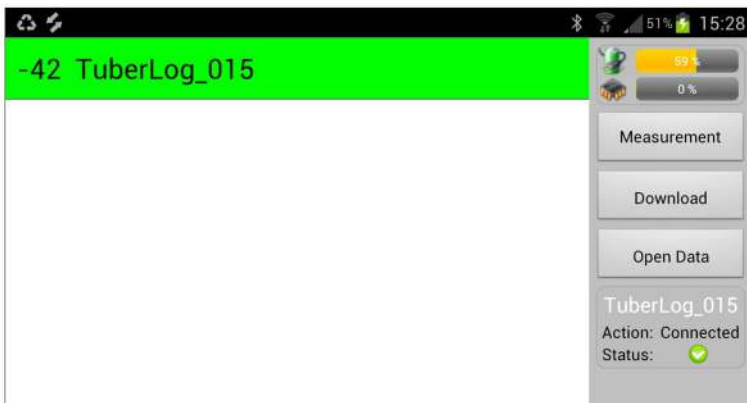 51% 15:28
-42 TuberLog_015
59 %
0 %
Measurement
Download
Open Data
TuberLog_015
Action: Connected
Status: